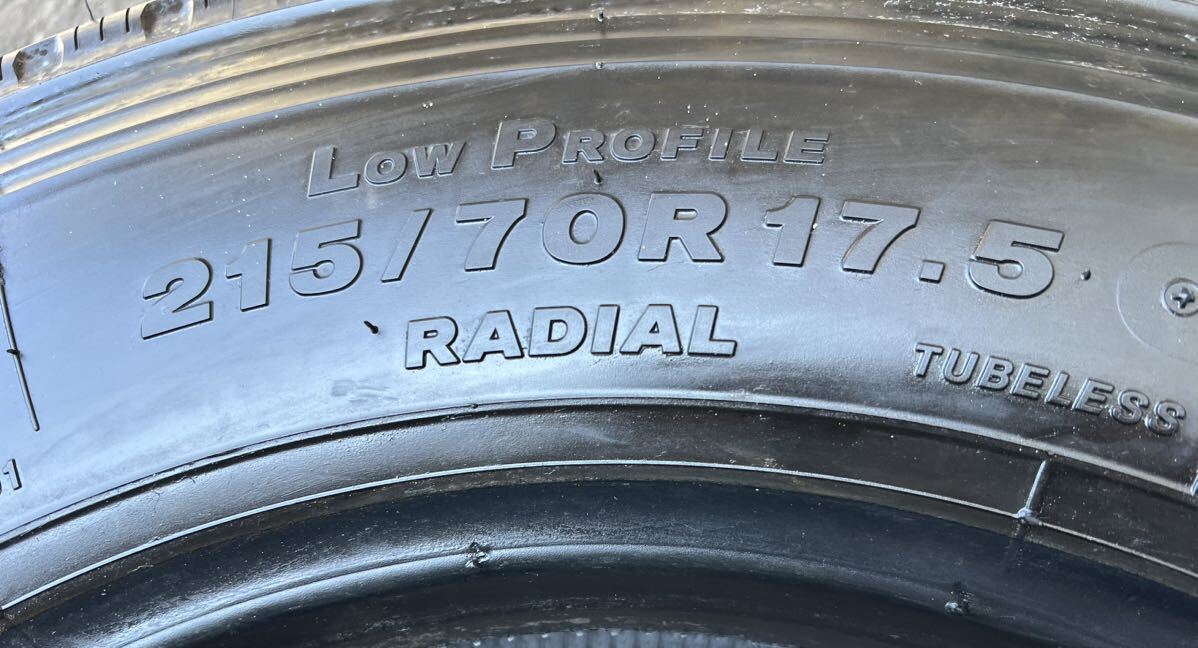 LOW PROFILE
215/70R 17.5
RADIAL
TUBELESS